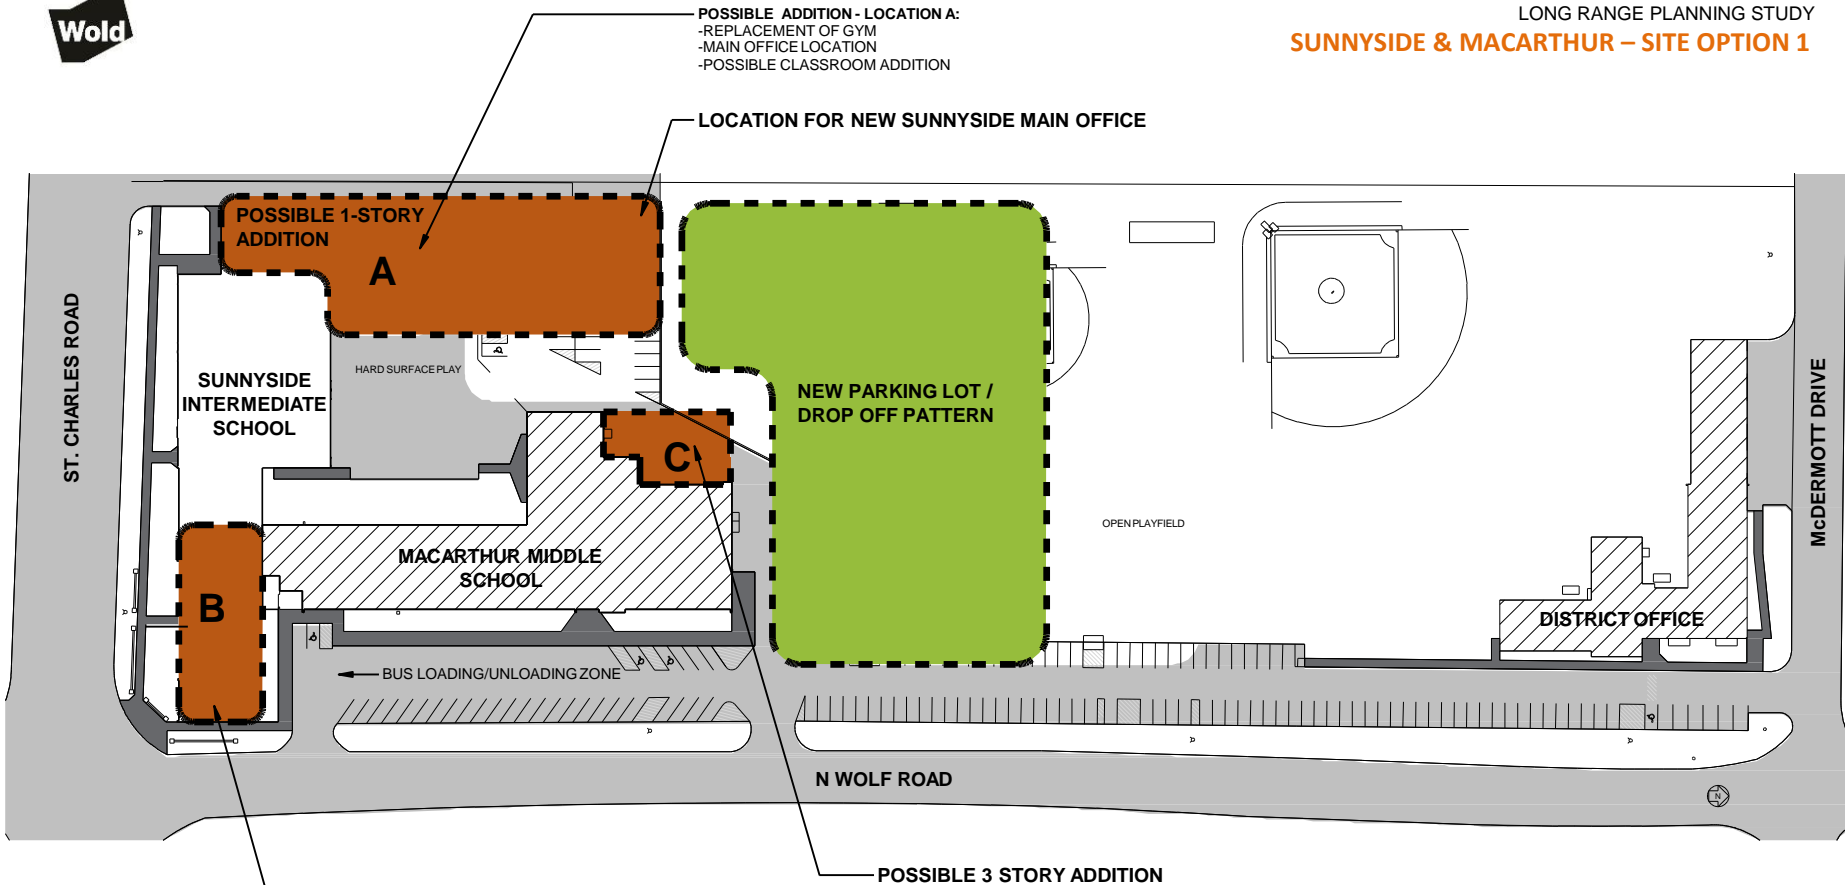 Wold
POSSIBLE ADDITION - LOCATION A:
-REPLACEMENT OF GYM
-MAIN OFFICE LOCATION
-POSSIBLE CLASSROOM ADDITION
LONG RANGE PLANNING STUDY
SUNNYSIDE & MACARTHUR – SITE OPTION 1
LOCATION FOR NEW SUNNYSIDE MAIN OFFICE
POSSIBLE 1-STORY
ADDITION
A
ST. CHARLES ROAD
SUNNYSIDE
INTERMEDIATE
SCHOOL
HARD SURFACE PLAY
C
NEW PARKING LOT /
DROP OFF PATTERN
OPEN PLAYFIELD
McDERMOTT DRIVE
MACARTHUR MIDDLE
SCHOOL
B
DISTRICT OFFICE
BUS LOADING/UNLOADING ZONE
N WOLF ROAD
N
POSSIBLE 3 STORY ADDITION